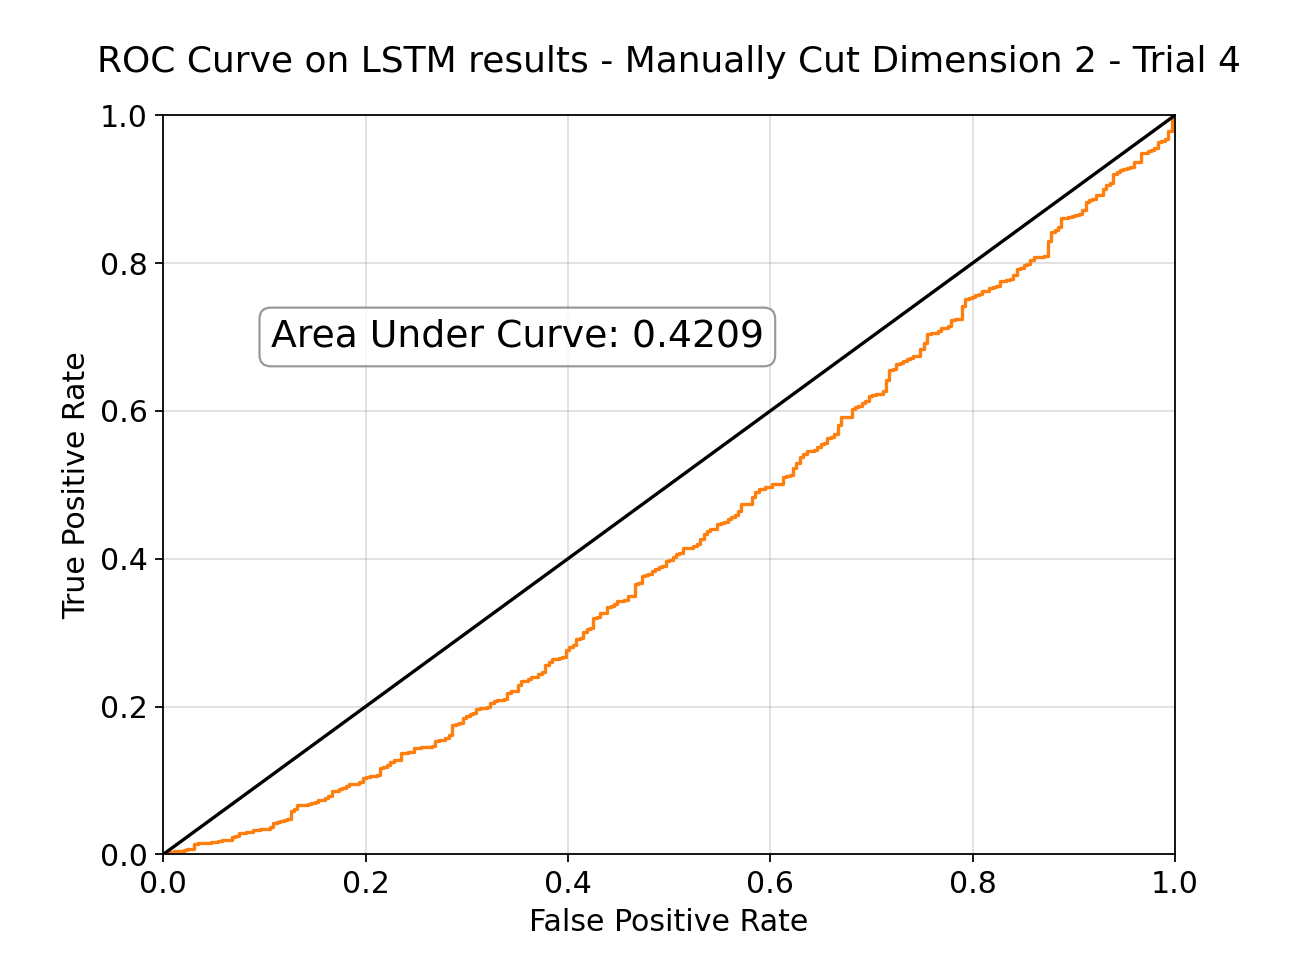 ROC Curve on LSTM results - Manually Cut Dimension 2 - Trial 4
1.0
0.8
Area Under Curve: 0.4209
True Positive Rate
0.6
0.4
0.2
0.0
0.0 0.2 0.4 0.6 0.8 1.0
False Positive Rate